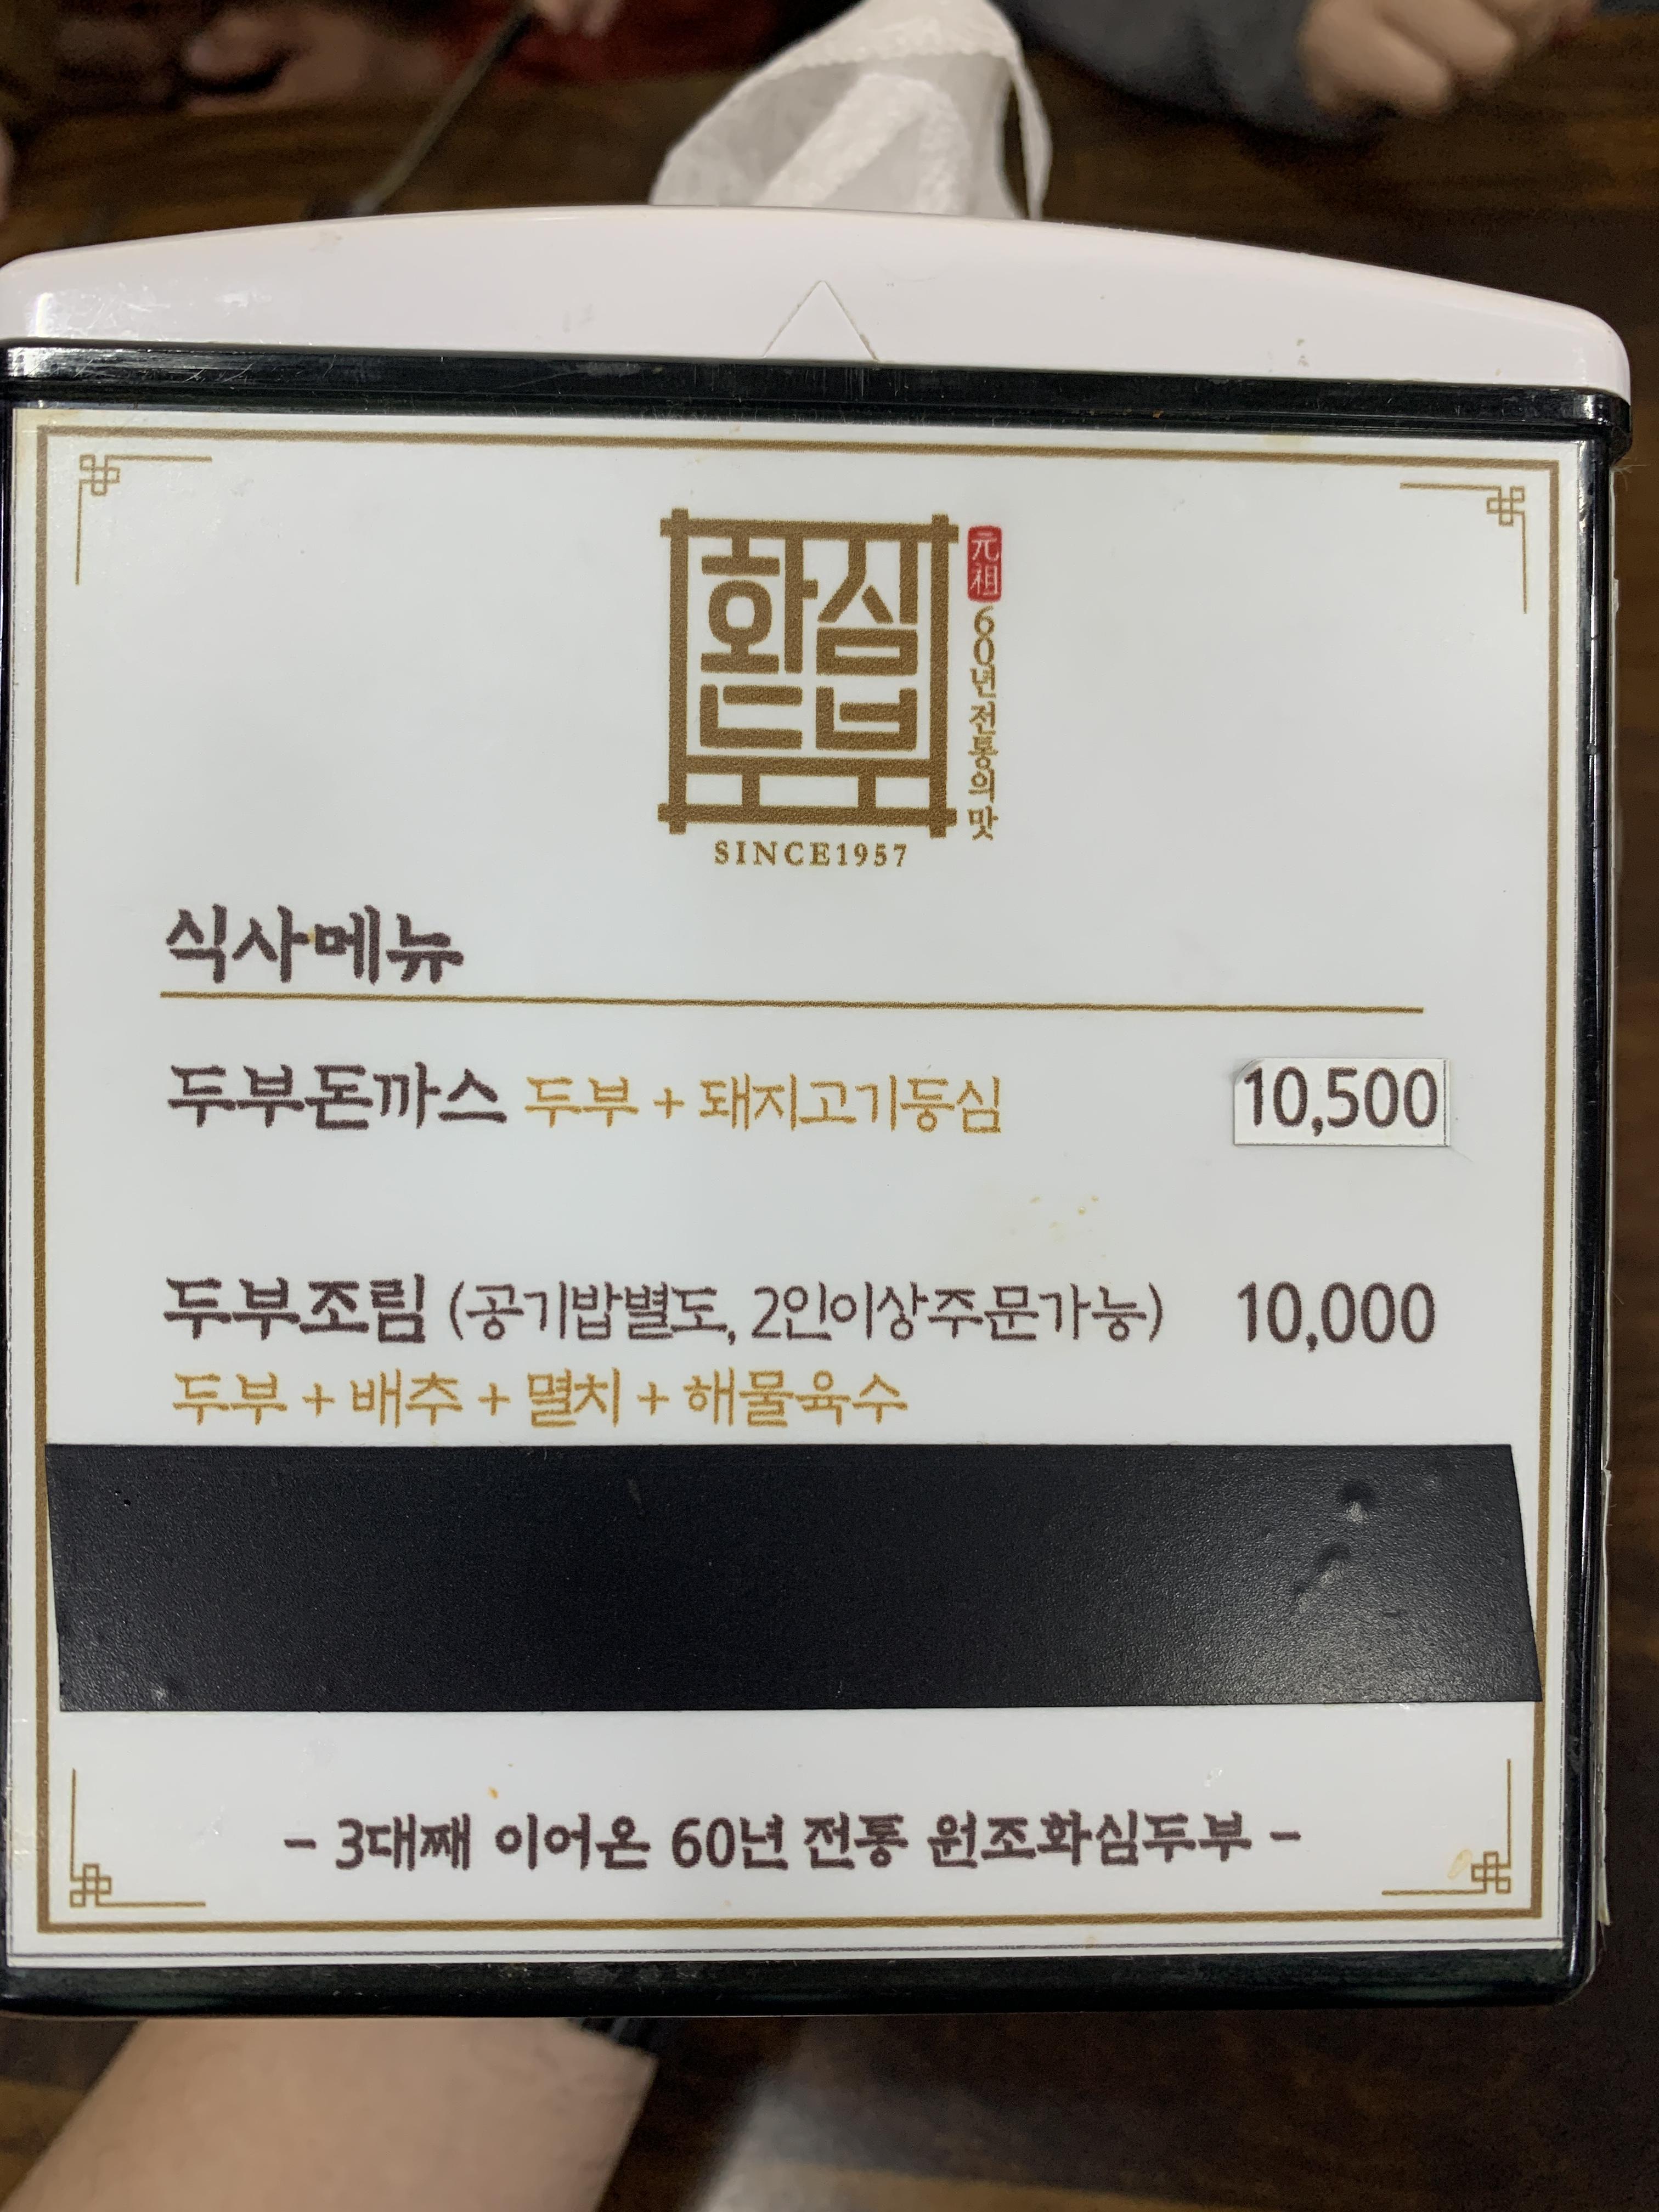 화심
두부
元祖
60년 전통의 맛
SINCE1957
식사메뉴
두부돈까스 두부 + 돼지고기등심 10,500
두부조림 (공기밥별도, 2인이상주문가능) 10,000
두부 + 배추 + 멸치 + 해물육수
- 3대째 이어온 60년 전통 원조화심두부 -